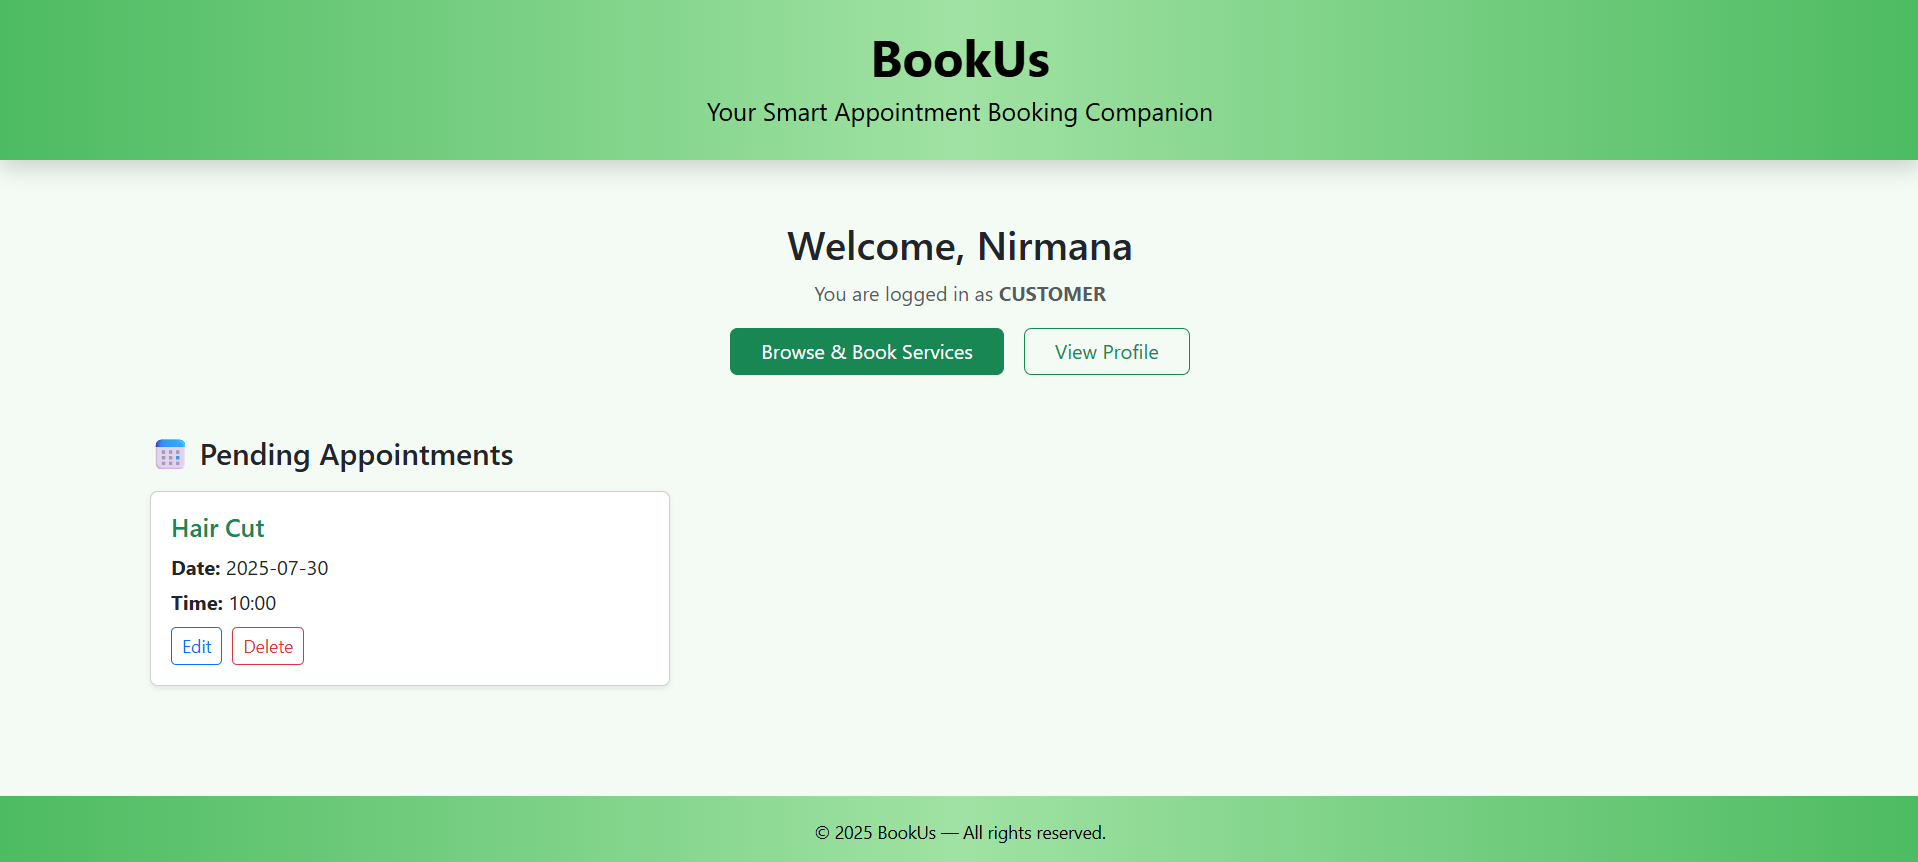 BookUs
Your Smart Appointment Booking Companion
Welcome, Nirmana
You are logged in as CUSTOMER
Browse & Book Services
View Profile
Pending Appointments
Hair Cut
Date: 2025-07-30
Time: 10:00
Edit
Delete
© 2025 BookUs — All rights reserved.